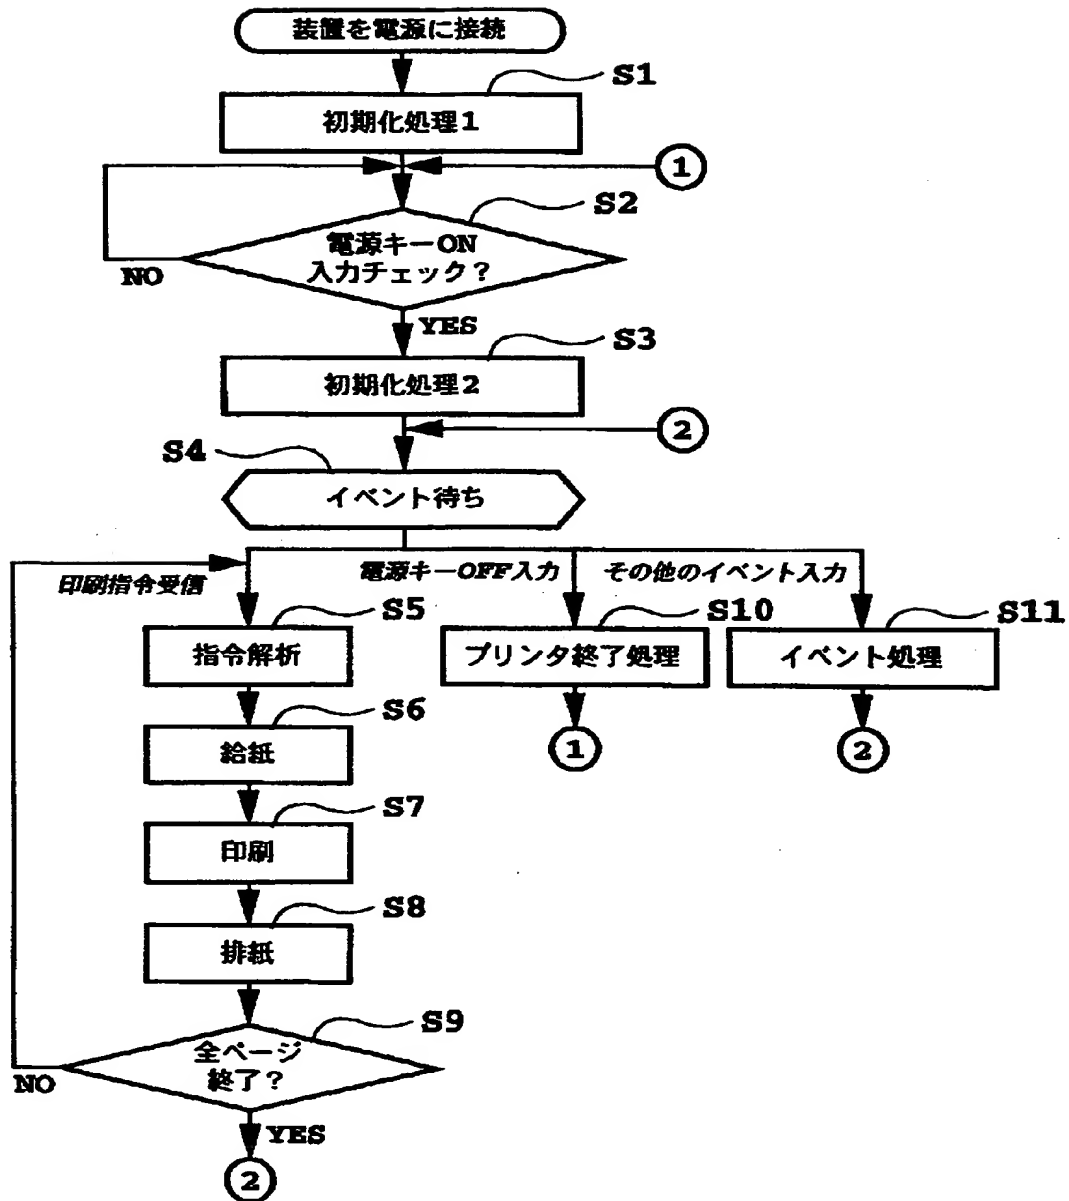 装置を電源に接続
S1
初期化処理1
①
S2
電源キーON
入力チェック?
NO
YES
S3
初期化処理2
②
S4
イベント待ち
印刷指令受信
電源キーOFF入力
その他のイベント入力
S5
指令解析
S10
プリンタ終了処理
S11
イベント処理
S6
給紙
①
②
S7
印刷
S8
排紙
S9
全ページ
終了?
NO
YES
②